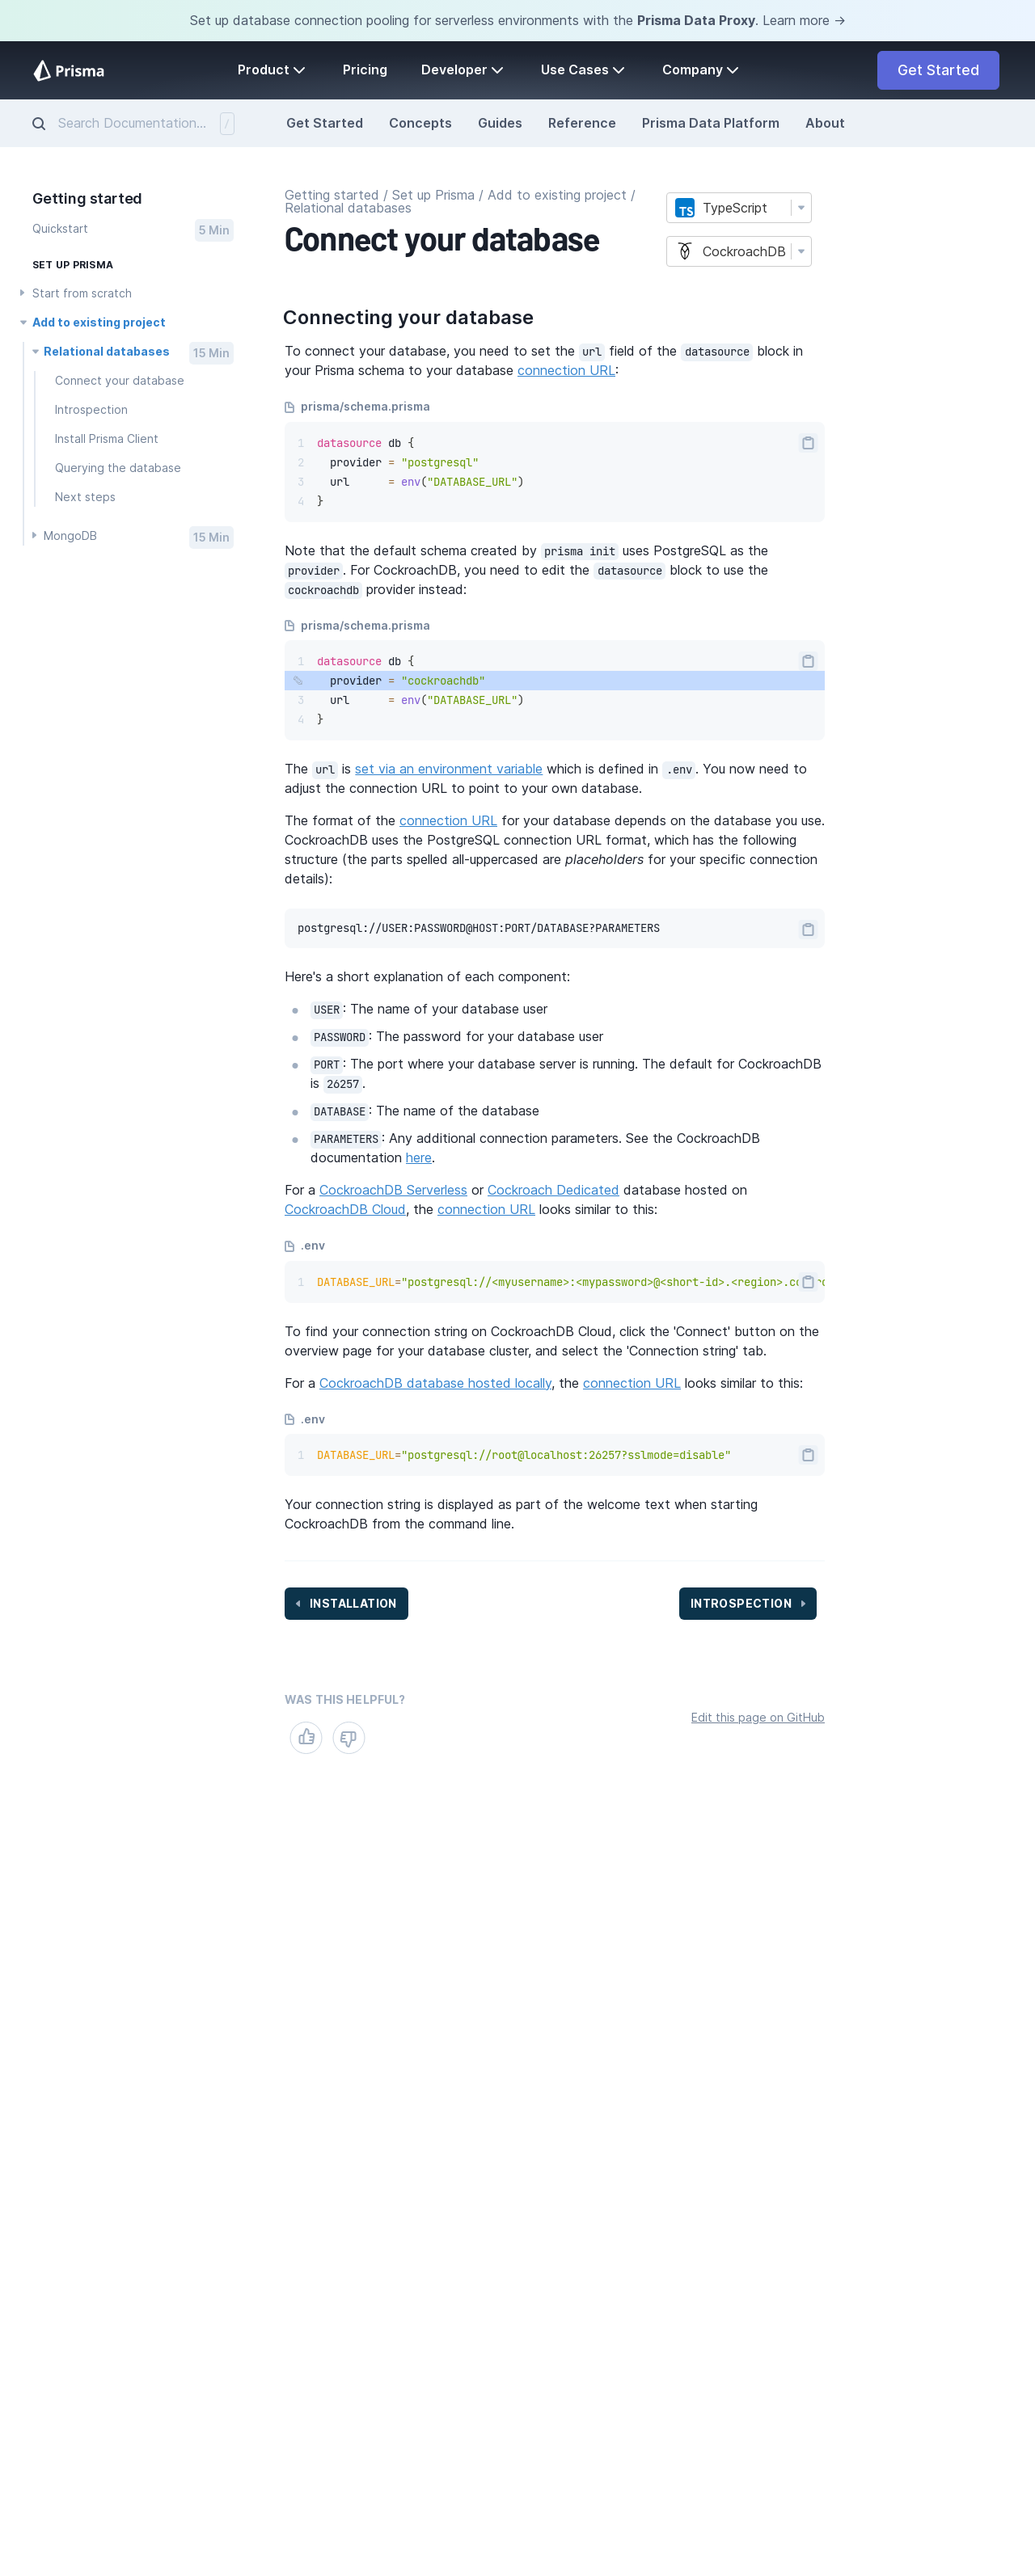 Set up database connection pooling for serverless environments with the Prisma Data Proxy. Learn more →
Prisma
Product
Pricing
Developer
Use Cases
Company
Get Started
Search Documentation...
/
Get Started
Concepts
Guides
Reference
Prisma Data Platform
About
Getting started
Quickstart
5 Min
SET UP PRISMA
Start from scratch
Add to existing project
Relational databases
15 Min
Connect your database
Introspection
Install Prisma Client
Querying the database
Next steps
MongoDB
15 Min
Getting started / Set up Prisma / Add to existing project /
Relational databases
Connect your database
TS TypeScript
CockroachDB
Connecting your database
To connect your database, you need to set the url field of the datasource block in
your Prisma schema to your database connection URL:
prisma/schema.prisma
1 datasource db {
2   provider = "postgresql"
3   url      = env("DATABASE_URL")
4 }
Note that the default schema created by prisma init uses PostgreSQL as the
provider. For CockroachDB, you need to edit the datasource block to use the
cockroachdb provider instead:
prisma/schema.prisma
1 datasource db {
✎   provider = "cockroachdb"
3   url      = env("DATABASE_URL")
4 }
The url is set via an environment variable which is defined in .env. You now need to
adjust the connection URL to point to your own database.
The format of the connection URL for your database depends on the database you use.
CockroachDB uses the PostgreSQL connection URL format, which has the following
structure (the parts spelled all-uppercased are placeholders for your specific connection
details):
postgresql://USER:PASSWORD@HOST:PORT/DATABASE?PARAMETERS
Here's a short explanation of each component:
USER: The name of your database user
PASSWORD: The password for your database user
PORT: The port where your database server is running. The default for CockroachDB
is 26257.
DATABASE: The name of the database
PARAMETERS: Any additional connection parameters. See the CockroachDB
documentation here.
For a CockroachDB Serverless or Cockroach Dedicated database hosted on
CockroachDB Cloud, the connection URL looks similar to this:
.env
1 DATABASE_URL="postgresql://<myusername>:<mypassword>@<short-id>.<region>.
To find your connection string on CockroachDB Cloud, click the 'Connect' button on the
overview page for your database cluster, and select the 'Connection string' tab.
For a CockroachDB database hosted locally, the connection URL looks similar to this:
.env
1 DATABASE_URL="postgresql://root@localhost:26257?sslmode=disable"
Your connection string is displayed as part of the welcome text when starting
CockroachDB from the command line.
INSTALLATION
INTROSPECTION
WAS THIS HELPFUL?
Edit this page on GitHub